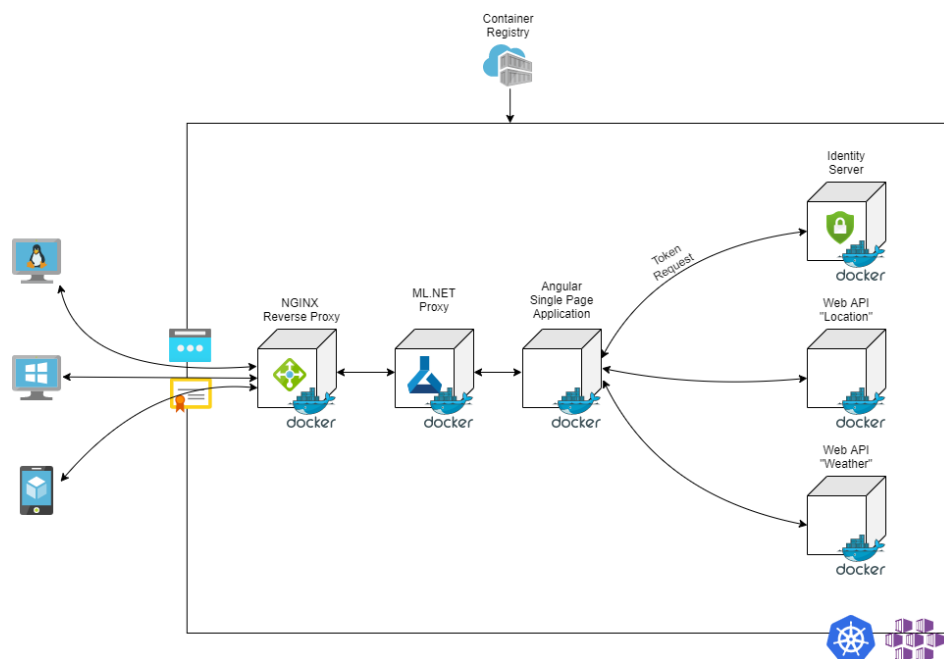 Container
Registry
Identity
Server
docker
Token
Request
NGINX
Reverse Proxy
docker
ML.NET
Proxy
docker
Angular
Single Page
Application
docker
Web API
"Location"
docker
Web API
"Weather"
docker